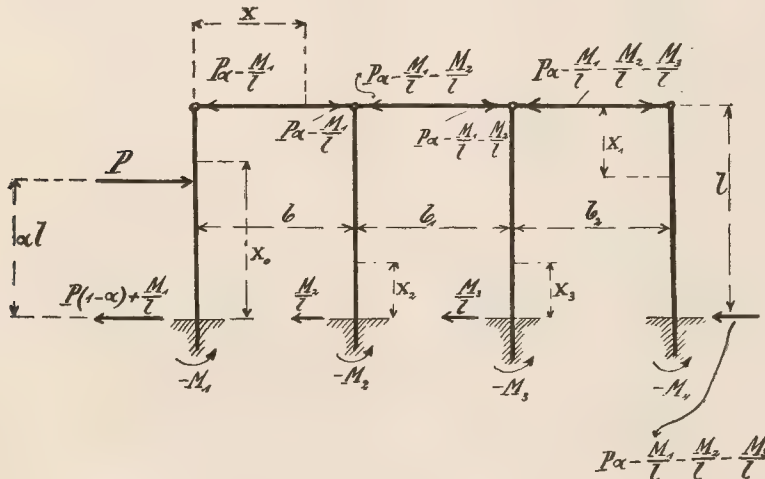 x
Pα - M₁/l
Pα - M₁/l - M₂/l
Pα - M₁/l - M₂/l - M₃/l
Pα - M₁/l
Pα - M₁/l - M₂/l
x₁
P
l
αl
b
b₁
b₂
x₀
x₂
x₃
P(1-α) + M₁/l
M₂/l
M₃/l
-M₁
-M₂
-M₃
-M₄
Pα - M₁/l - M₂/l - M₃/l